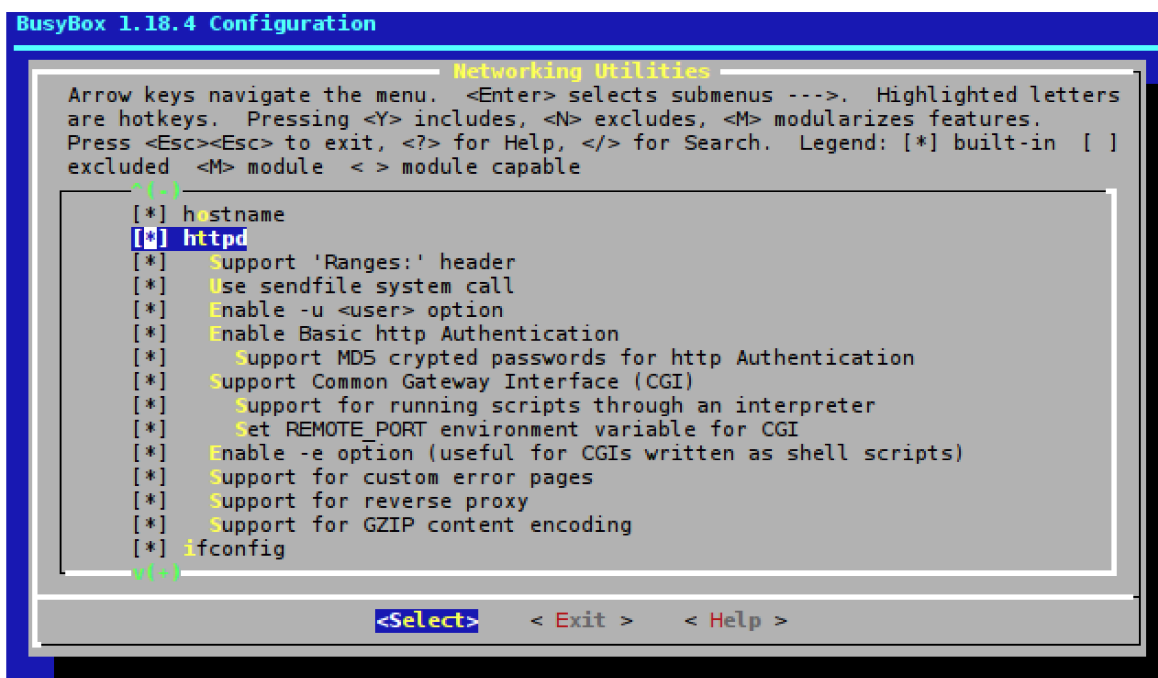 BusyBox 1.18.4 Configuration
Networking Utilities
Arrow keys navigate the menu.  <Enter> selects submenus --->.  Highlighted letters
are hotkeys.  Pressing <Y> includes, <N> excludes, <M> modularizes features.
Press <Esc><Esc> to exit, <?> for Help, </> for Search.  Legend: [*] built-in  [ ]
excluded  <M> module  < > module capable
^(-)
[*] hostname
[*] httpd
[*]   Support 'Ranges:' header
[*]   Use sendfile system call
[*]   Enable -u <user> option
[*]   Enable Basic http Authentication
[*]     Support MD5 crypted passwords for http Authentication
[*]   Support Common Gateway Interface (CGI)
[*]     Support for running scripts through an interpreter
[*]     Set REMOTE_PORT environment variable for CGI
[*]   Enable -e option (useful for CGIs written as shell scripts)
[*]   Support for custom error pages
[*]   Support for reverse proxy
[*]   Support for GZIP content encoding
[*] ifconfig
v(+)
<Select>    < Exit >    < Help >